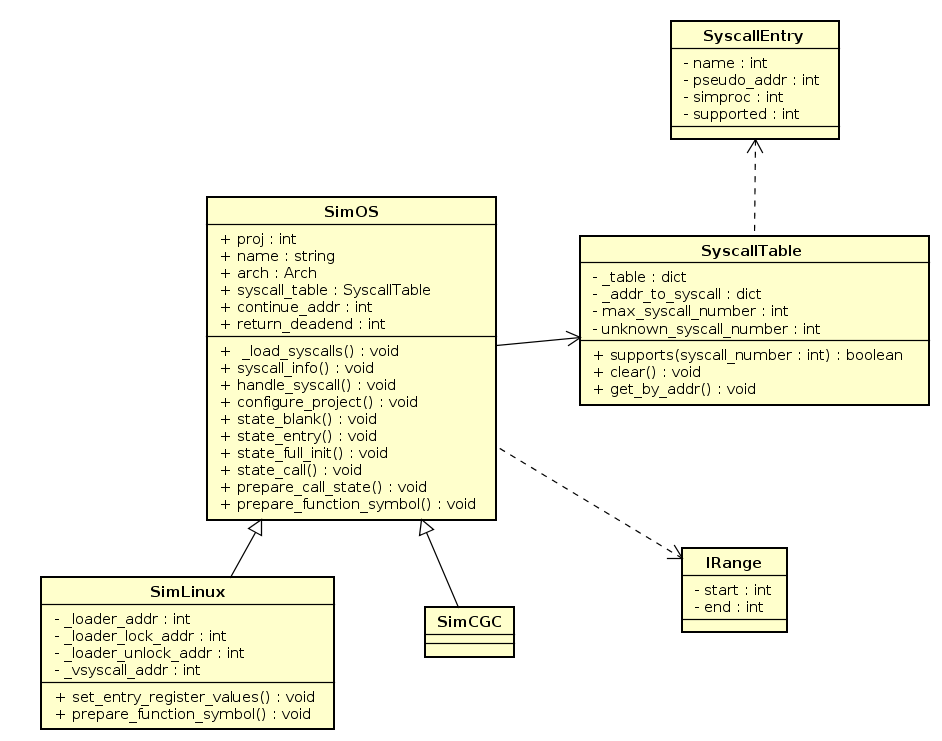 SyscallEntry
- name : int
- pseudo_addr : int
- simproc : int
- supported : int
SimOS
+ proj : int
+ name : string
+ arch : Arch
+ syscall_table : SyscallTable
+ continue_addr : int
+ return_deadend : int
+ _load_syscalls() : void
+ syscall_info() : void
+ handle_syscall() : void
+ configure_project() : void
+ state_blank() : void
+ state_entry() : void
+ state_full_init() : void
+ state_call() : void
+ prepare_call_state() : void
+ prepare_function_symbol() : void
SyscallTable
- _table : dict
- _addr_to_syscall : dict
- max_syscall_number : int
- unknown_syscall_number : int
+ supports(syscall_number : int) : boolean
+ clear() : void
+ get_by_addr() : void
IRange
- start : int
- end : int
SimLinux
- _loader_addr : int
- _loader_lock_addr : int
- _loader_unlock_addr : int
- _vsyscall_addr : int
+ set_entry_register_values() : void
+ prepare_function_symbol() : void
SimCGC